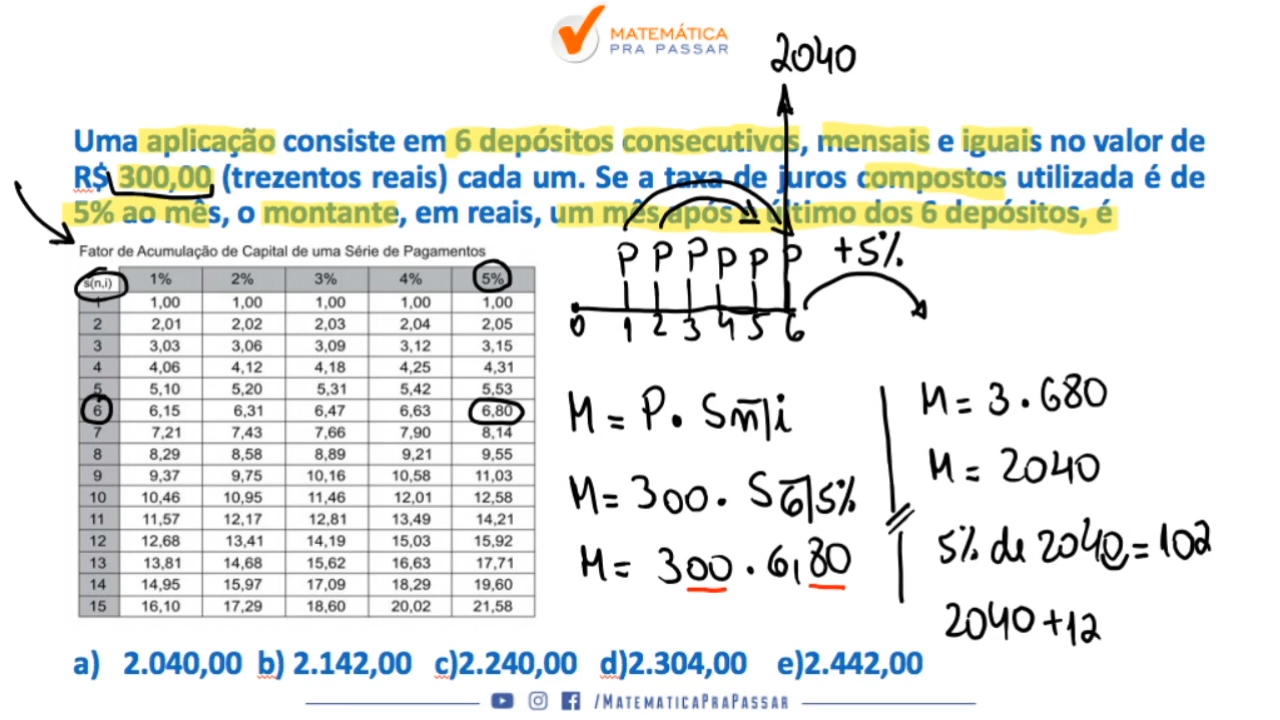 MATEMÁTICA
PRA PASSAR
2040
Uma aplicação consiste em 6 depósitos consecutivos, mensais e iguais no valor de
R$ 300,00 (trezentos reais) cada um. Se a taxa de juros compostos utilizada é de
5% ao mês, o montante, em reais, um mês após o último dos 6 depósitos, é
Fator de Acumulação de Capital de uma Série de Pagamentos
s(n,i) 1% 2% 3% 4% 5%
1 1,00 1,00 1,00 1,00 1,00
2 2,01 2,02 2,03 2,04 2,05
3 3,03 3,06 3,09 3,12 3,15
4 4,06 4,12 4,18 4,25 4,31
5 5,10 5,20 5,31 5,42 5,53
6 6,15 6,31 6,47 6,63 6,80
7 7,21 7,43 7,66 7,90 8,14
8 8,29 8,58 8,89 9,21 9,55
9 9,37 9,75 10,16 10,58 11,03
10 10,46 10,95 11,46 12,01 12,58
11 11,57 12,17 12,81 13,49 14,21
12 12,68 13,41 14,19 15,03 15,92
13 13,81 14,68 15,62 16,63 17,71
14 14,95 15,97 17,09 18,29 19,60
15 16,10 17,29 18,60 20,02 21,58
P P P P P P +5%
0 1 2 3 4 5 6
M = P . S n̅|i
M = 300 . S 6̅|5%
M = 300 . 6,80
M = 3 . 680
M = 2040
5% de 2040 = 102
2040 + 12
a) 2.040,00 b) 2.142,00 c)2.240,00 d)2.304,00 e)2.442,00
/MATEMATICAPRAPASSAR